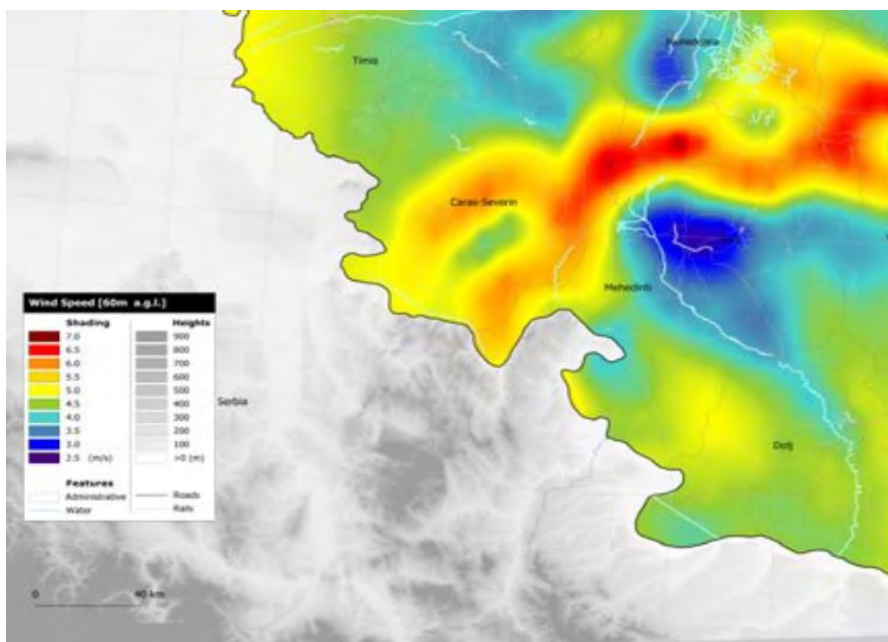 Hunedoara
Timis
Caras-Severin
Mehedinti
Wind Speed [60m a.g.l.]
Shading Heights
7.0 900
6.5 800
6.0 700
5.5 600
5.0 500
4.5 400
4.0 300
3.5 200
3.0 100
2.5 (m/s) >0 (m)
Features
Administrative Roads
Water Rails
Serbia
Dolj
0 40 km